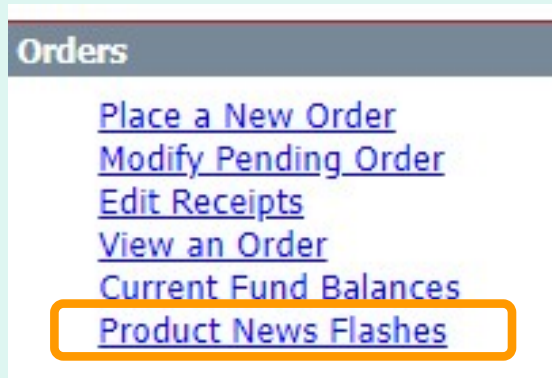 Orders
Place a New Order
Modify Pending Order
Edit Receipts
View an Order
Current Fund Balances
Product News Flashes